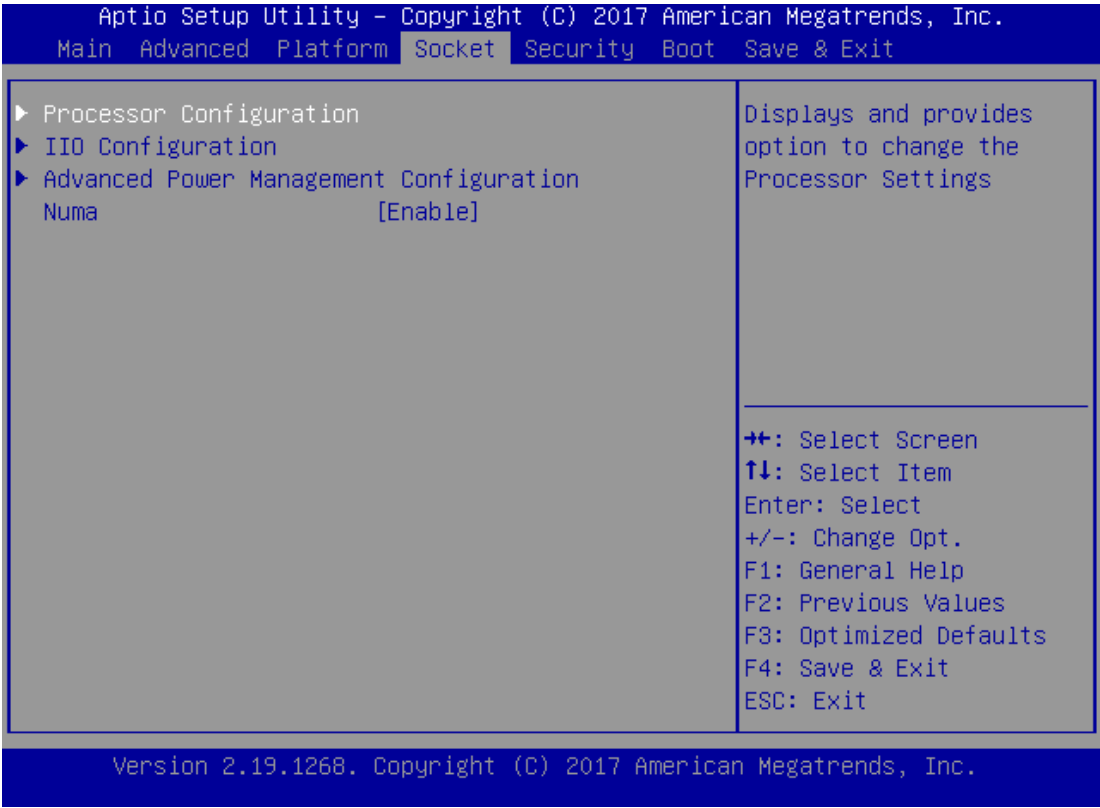 Aptio Setup Utility – Copyright (C) 2017 American Megatrends, Inc.
Main Advanced Platform Socket Security Boot Save & Exit
▶ Processor Configuration
▶ IIO Configuration
▶ Advanced Power Management Configuration
Numa [Enable]
Displays and provides
option to change the
Processor Settings
→←: Select Screen
↑↓: Select Item
Enter: Select
+/-: Change Opt.
F1: General Help
F2: Previous Values
F3: Optimized Defaults
F4: Save & Exit
ESC: Exit
Version 2.19.1268. Copyright (C) 2017 American Megatrends, Inc.